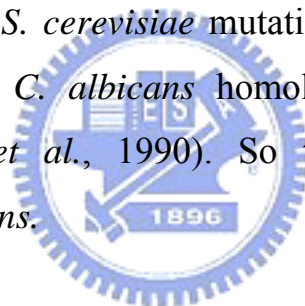 S. cerevisiae mutati
C. albicans homol
et al., 1990). So
ns.
1896